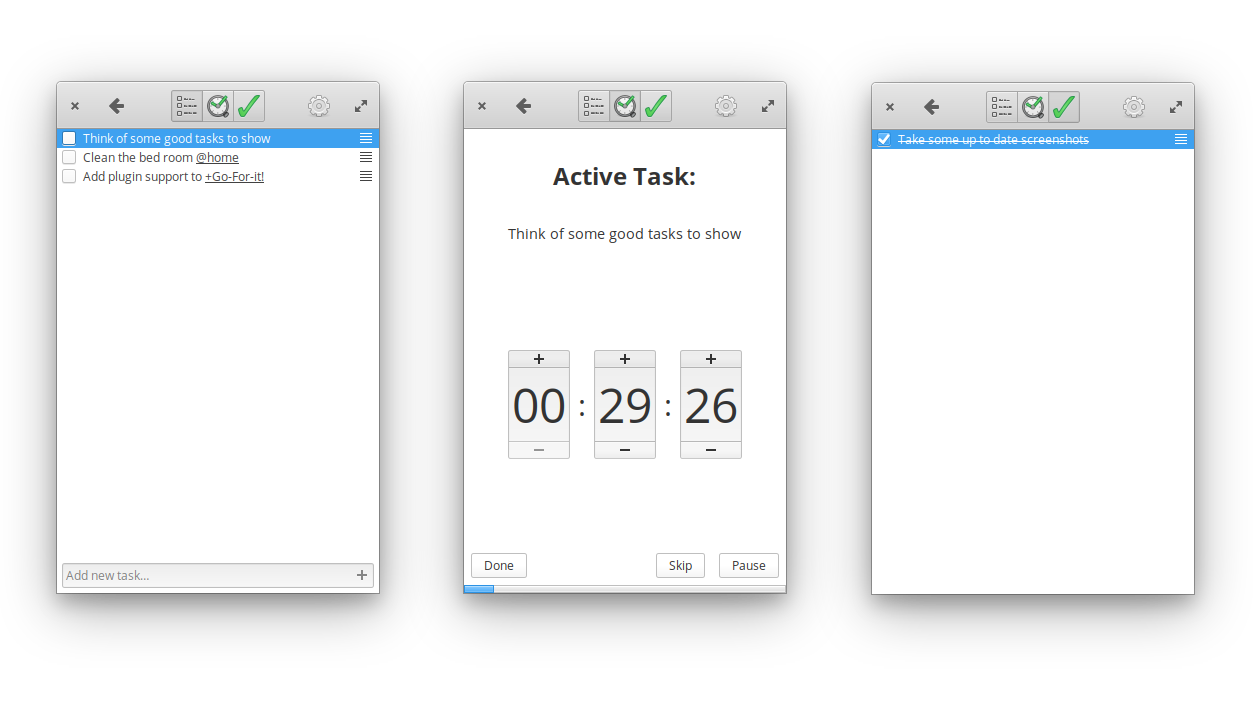 Think of some good tasks to show
Clean the bed room @home
Add plugin support to +Go-For-it!
Add new task...
Active Task:
Think of some good tasks to show
00 : 29 : 26
Done Skip Pause
Take some up to date screenshots